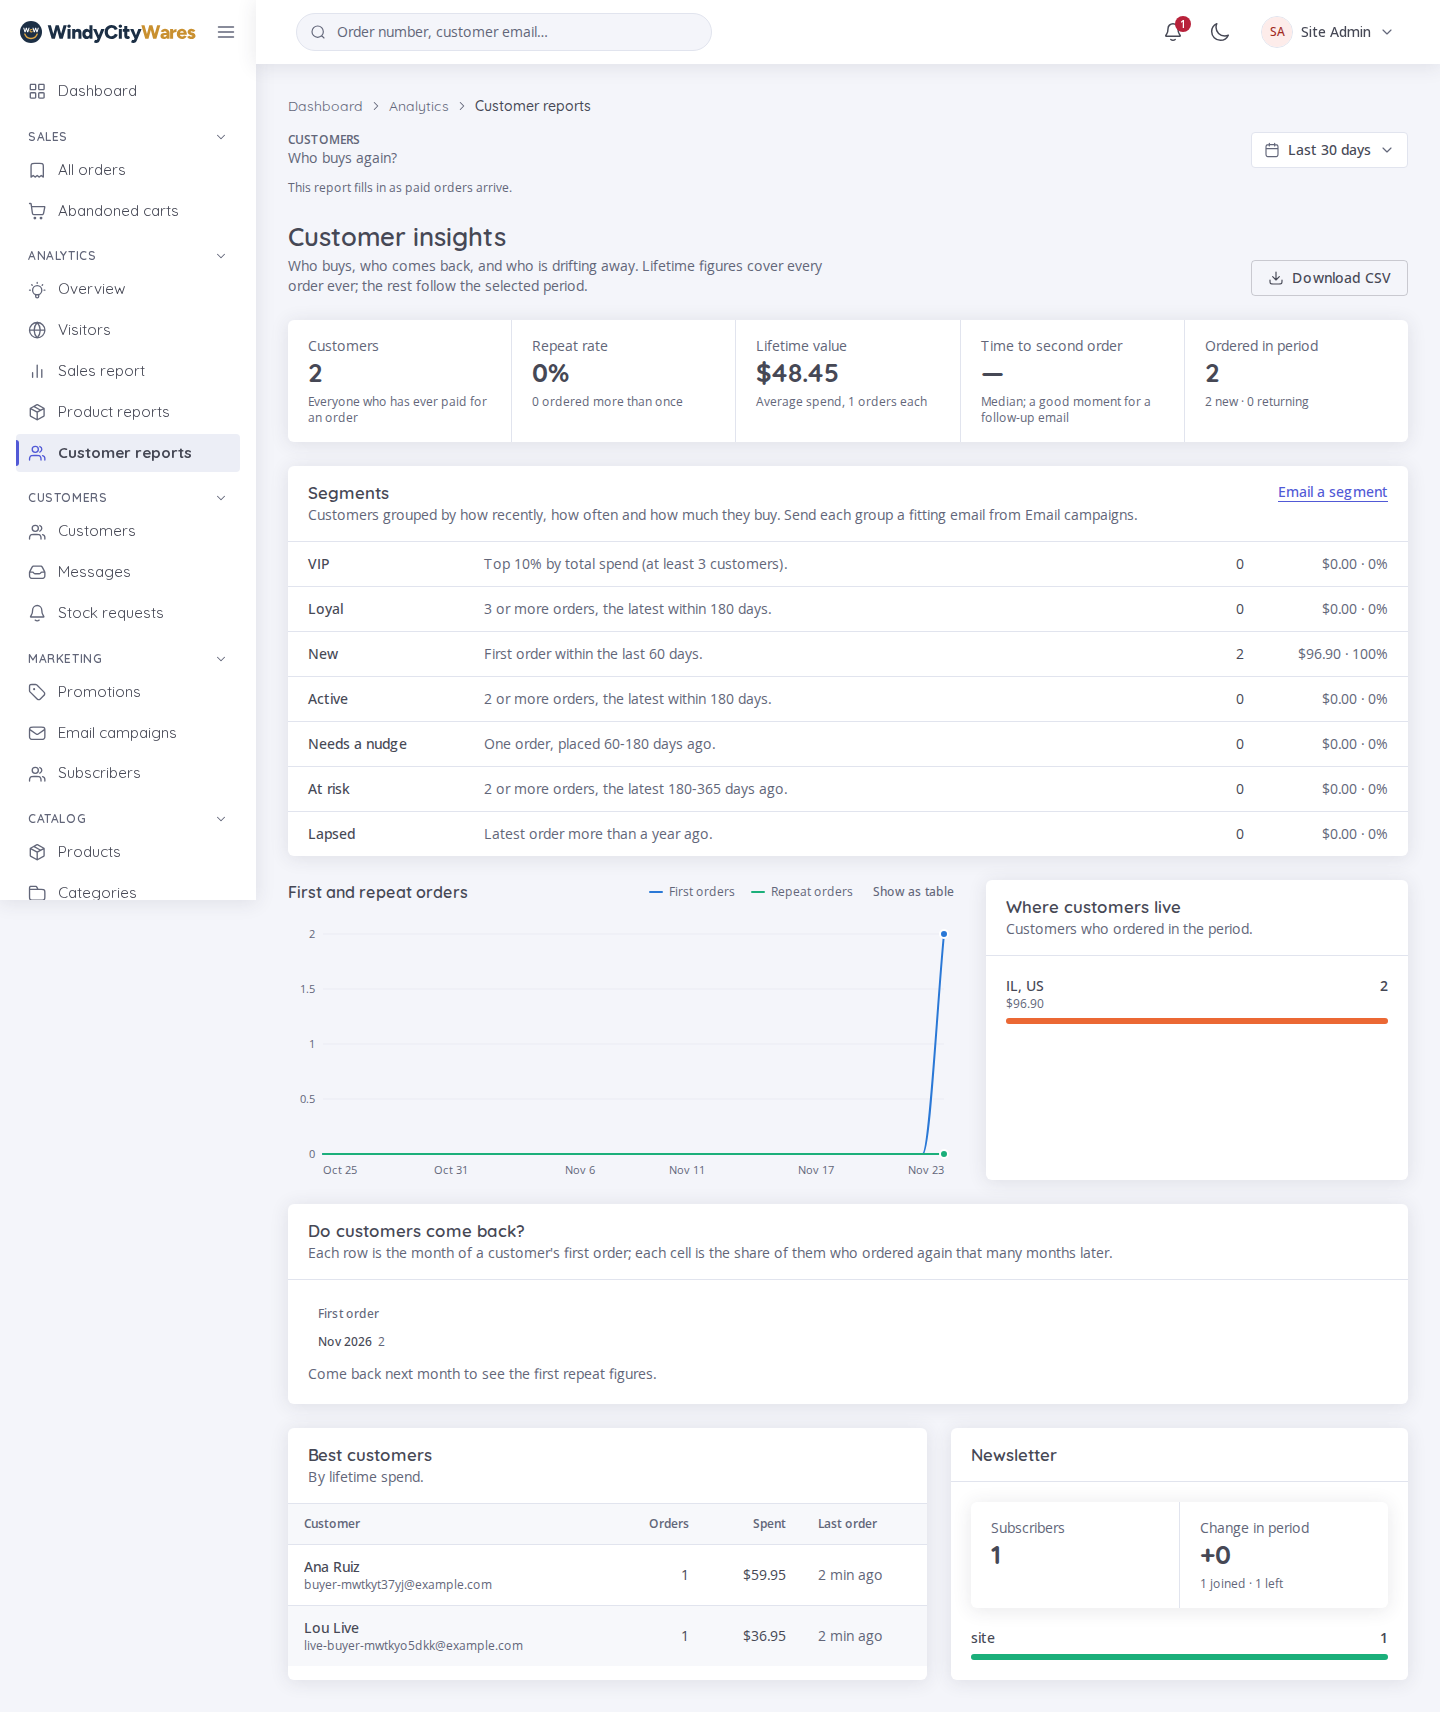 WindyCityWares
Order number, customer email...
1
SA
Site Admin
Dashboard
SALES
All orders
Abandoned carts
ANALYTICS
Overview
Visitors
Sales report
Product reports
Customer reports
CUSTOMERS
Customers
Messages
Stock requests
MARKETING
Promotions
Email campaigns
Subscribers
CATALOG
Products
Categories
Dashboard > Analytics > Customer reports
CUSTOMERS
Who buys again?
This report fills in as paid orders arrive.
Last 30 days
Customer insights
Who buys, who comes back, and who is drifting away. Lifetime figures cover every
order ever; the rest follow the selected period.
Download CSV
Customers
2
Everyone who has ever paid for
an order
Repeat rate
0%
0 ordered more than once
Lifetime value
$48.45
Average spend, 1 orders each
Time to second order
—
Median; a good moment for a
follow-up email
Ordered in period
2
2 new · 0 returning
Segments
Email a segment
Customers grouped by how recently, how often and how much they buy. Send each group a fitting email from Email campaigns.
VIP Top 10% by total spend (at least 3 customers). 0 $0.00 · 0%
Loyal 3 or more orders, the latest within 180 days. 0 $0.00 · 0%
New First order within the last 60 days. 2 $96.90 · 100%
Active 2 or more orders, the latest within 180 days. 0 $0.00 · 0%
Needs a nudge One order, placed 60-180 days ago. 0 $0.00 · 0%
At risk 2 or more orders, the latest 180-365 days ago. 0 $0.00 · 0%
Lapsed Latest order more than a year ago. 0 $0.00 · 0%
First and repeat orders
First orders Repeat orders Show as table
2
1.5
1
0.5
0
Oct 25 Oct 31 Nov 6 Nov 11 Nov 17 Nov 23
Where customers live
Customers who ordered in the period.
IL, US 2
$96.90
Do customers come back?
Each row is the month of a customer's first order; each cell is the share of them who ordered again that many months later.
First order
Nov 2026 2
Come back next month to see the first repeat figures.
Best customers
By lifetime spend.
Customer Orders Spent Last order
Ana Ruiz
buyer-mwtkyt37yj@example.com
1 $59.95 2 min ago
Lou Live
live-buyer-mwtkyo5dkk@example.com
1 $36.95 2 min ago
Newsletter
Subscribers
1
Change in period
+0
1 joined · 1 left
site 1